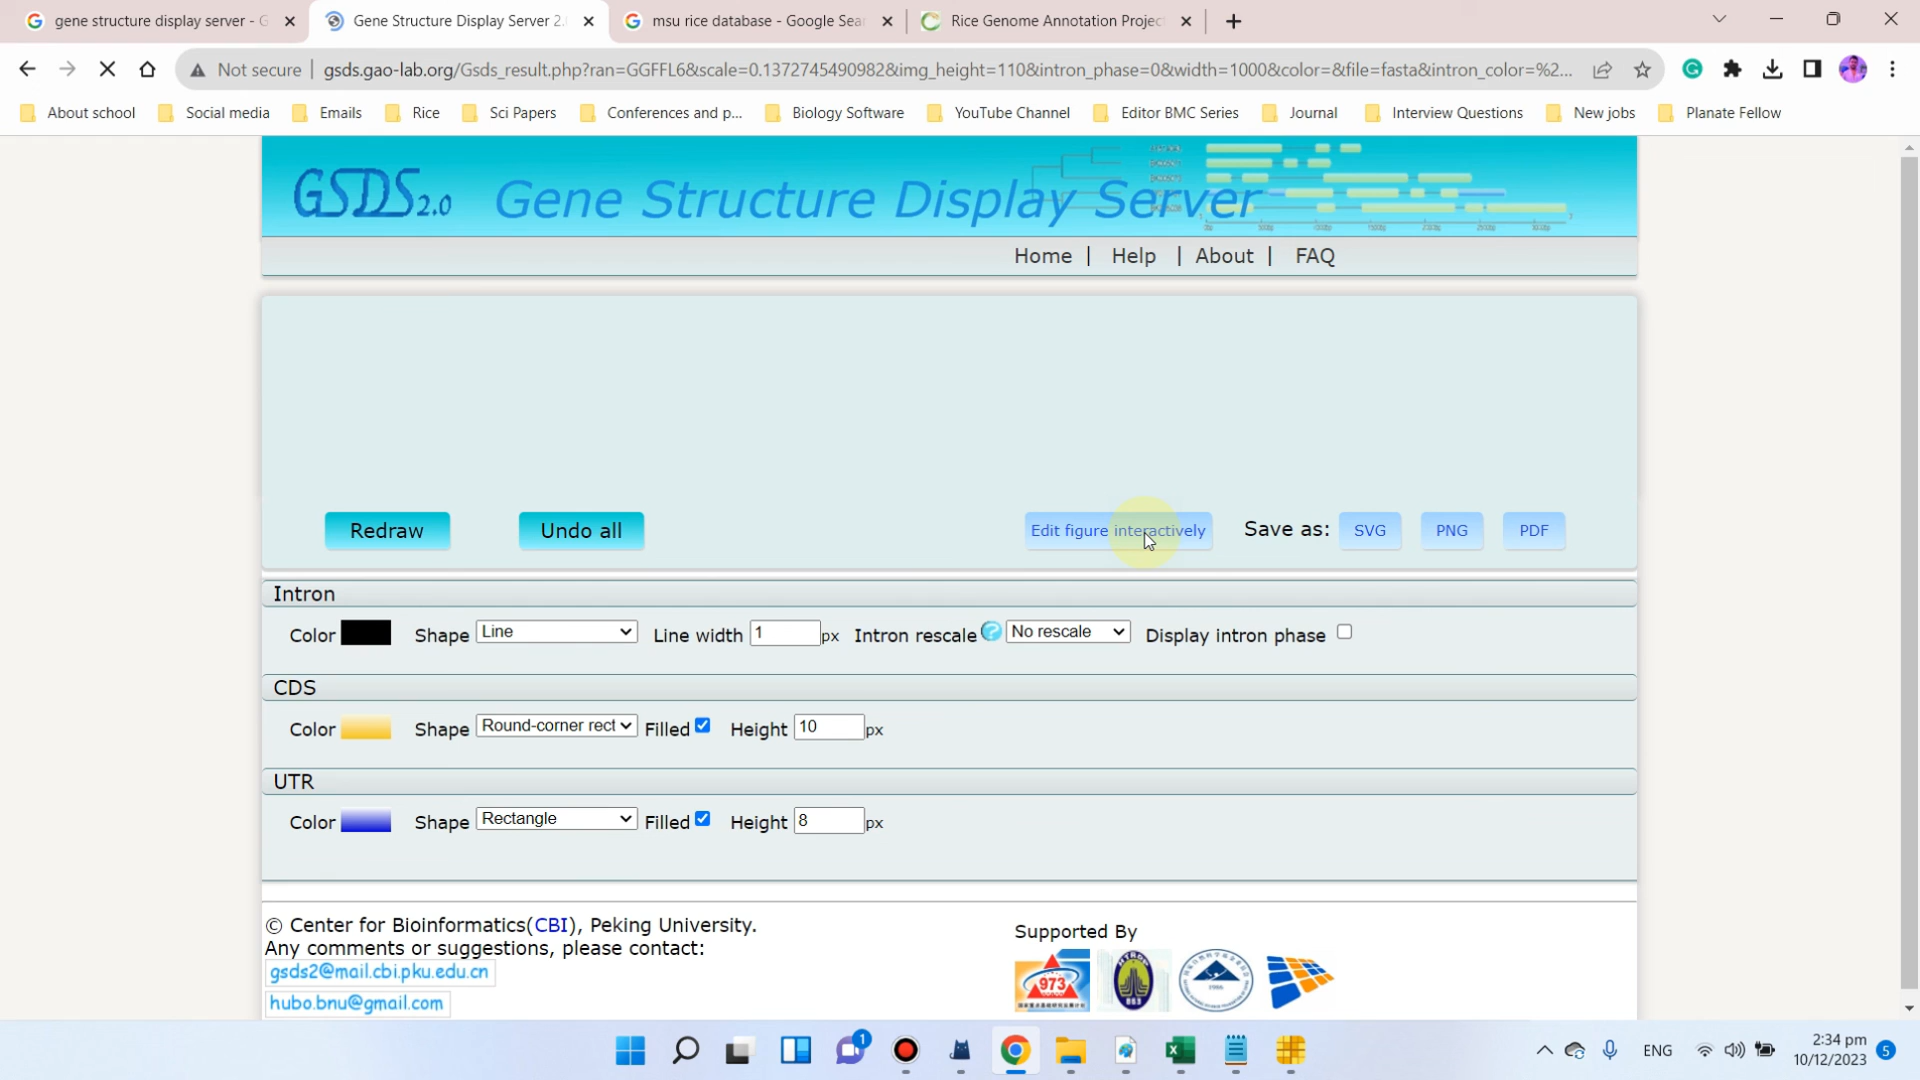 gene structure display server - G
Gene Structure Display Server 2.
msu rice database - Google Sear
Rice Genome Annotation Project
Not secure
gsds.gao-lab.org/Gsds_result.php?ran=GGFFL6&scale=0.1372745490982&img_height=110&intron_phase=0&width=1000&color=&file=fasta&intron_color=%2...
About school
Social media
Emails
Rice
Sci Papers
Conferences and p...
Biology Software
YouTube Channel
Editor BMC Series
Journal
Interview Questions
New jobs
Planate Fellow
GSDS2.0
Gene Structure Display Server
Home | Help | About | FAQ
Redraw
Undo all
Edit figure interactively
Save as:
SVG
PNG
PDF
Intron
Color Shape Line Line width 1 px Intron rescale ? No rescale Display intron phase
CDS
Color Shape Round-corner rect Filled Height 10 px
UTR
Color Shape Rectangle Filled Height 8 px
© Center for Bioinformatics(CBI), Peking University.
Any comments or suggestions, please contact:
gsds2@mail.cbi.pku.edu.cn
hubo.bnu@gmail.com
Supported By
973
863
1986
1
ENG
2:34 pm
10/12/2023
5